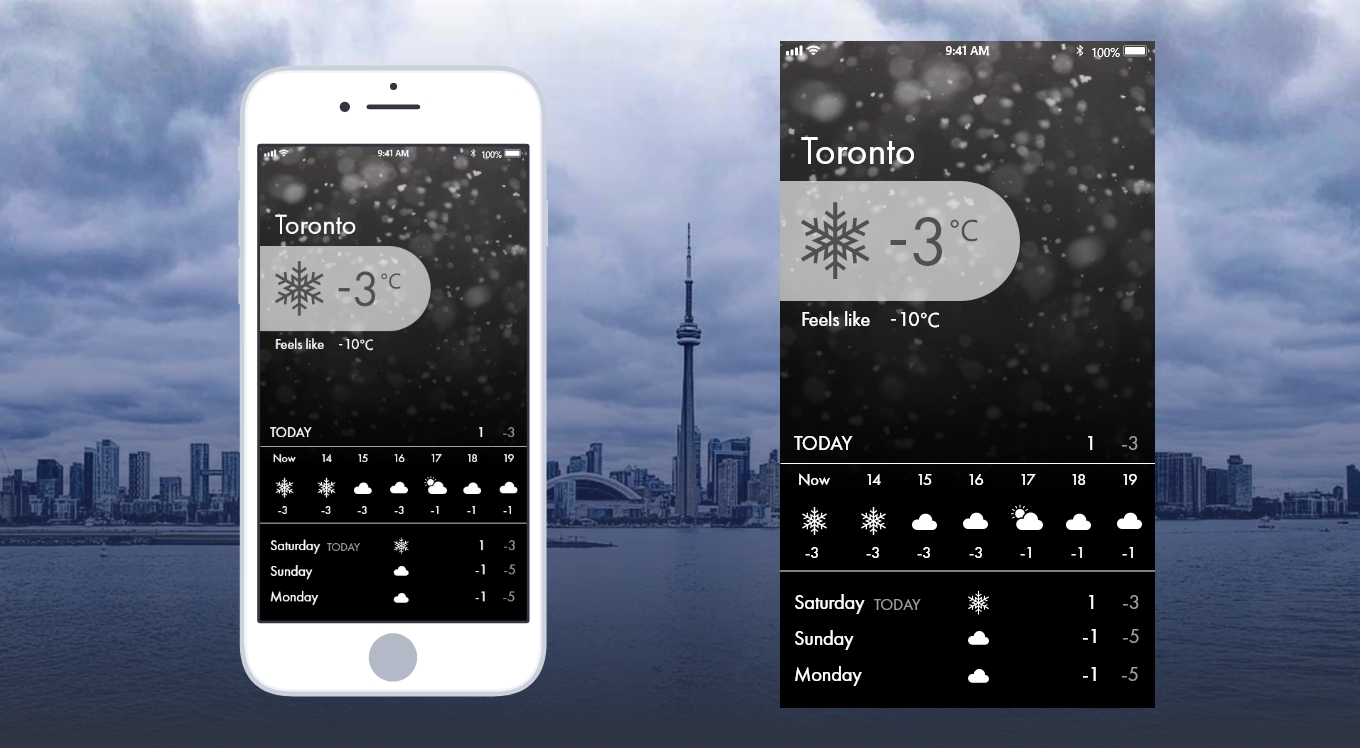 9:41 AM 100%
Toronto
-3 °C
Feels like -10°C
TODAY 1 -3
Now 14 15 16 17 18 19
-3 -3 -3 -3 -1 -1 -1
Saturday TODAY 1 -3
Sunday -1 -5
Monday -1 -5
9:41 AM 100%
Toronto
-3 °C
Feels like -10°C
TODAY 1 -3
Now 14 15 16 17 18 19
-3 -3 -3 -3 -1 -1 -1
Saturday TODAY 1 -3
Sunday -1 -5
Monday -1 -5